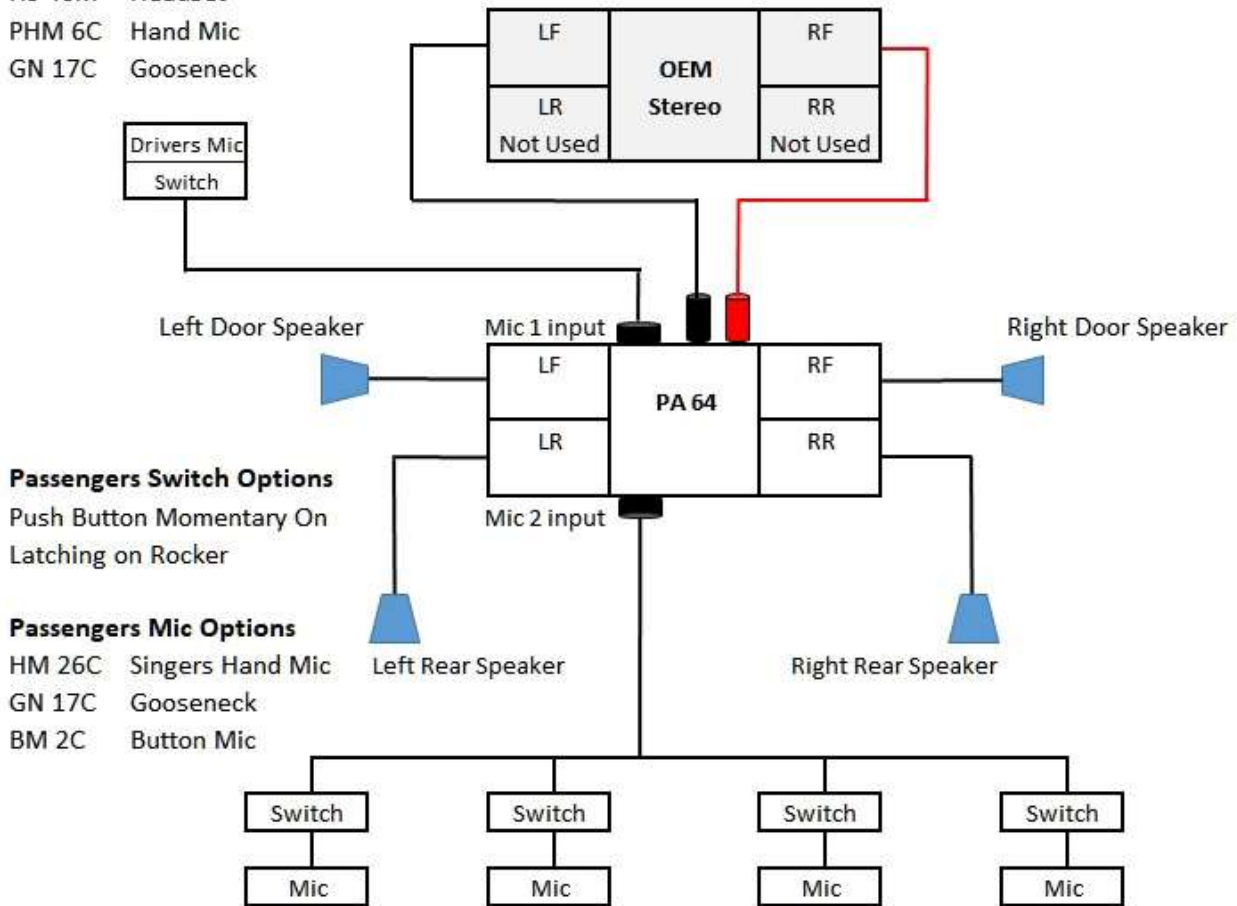 PHM 6C Hand Mic
GN 17C Gooseneck
LF
OEM
Stereo
RF
LR
Not Used
RR
Not Used
Drivers Mic
Switch
Left Door Speaker
Mic 1 input
Right Door Speaker
LF
PA 64
RF
LR
RR
Passengers Switch Options
Push Button Momentary On
Latching on Rocker
Mic 2 input
Passengers Mic Options
HM 26C Singers Hand Mic
GN 17C Gooseneck
BM 2C Button Mic
Left Rear Speaker
Right Rear Speaker
Switch
Switch
Switch
Switch
Mic
Mic
Mic
Mic